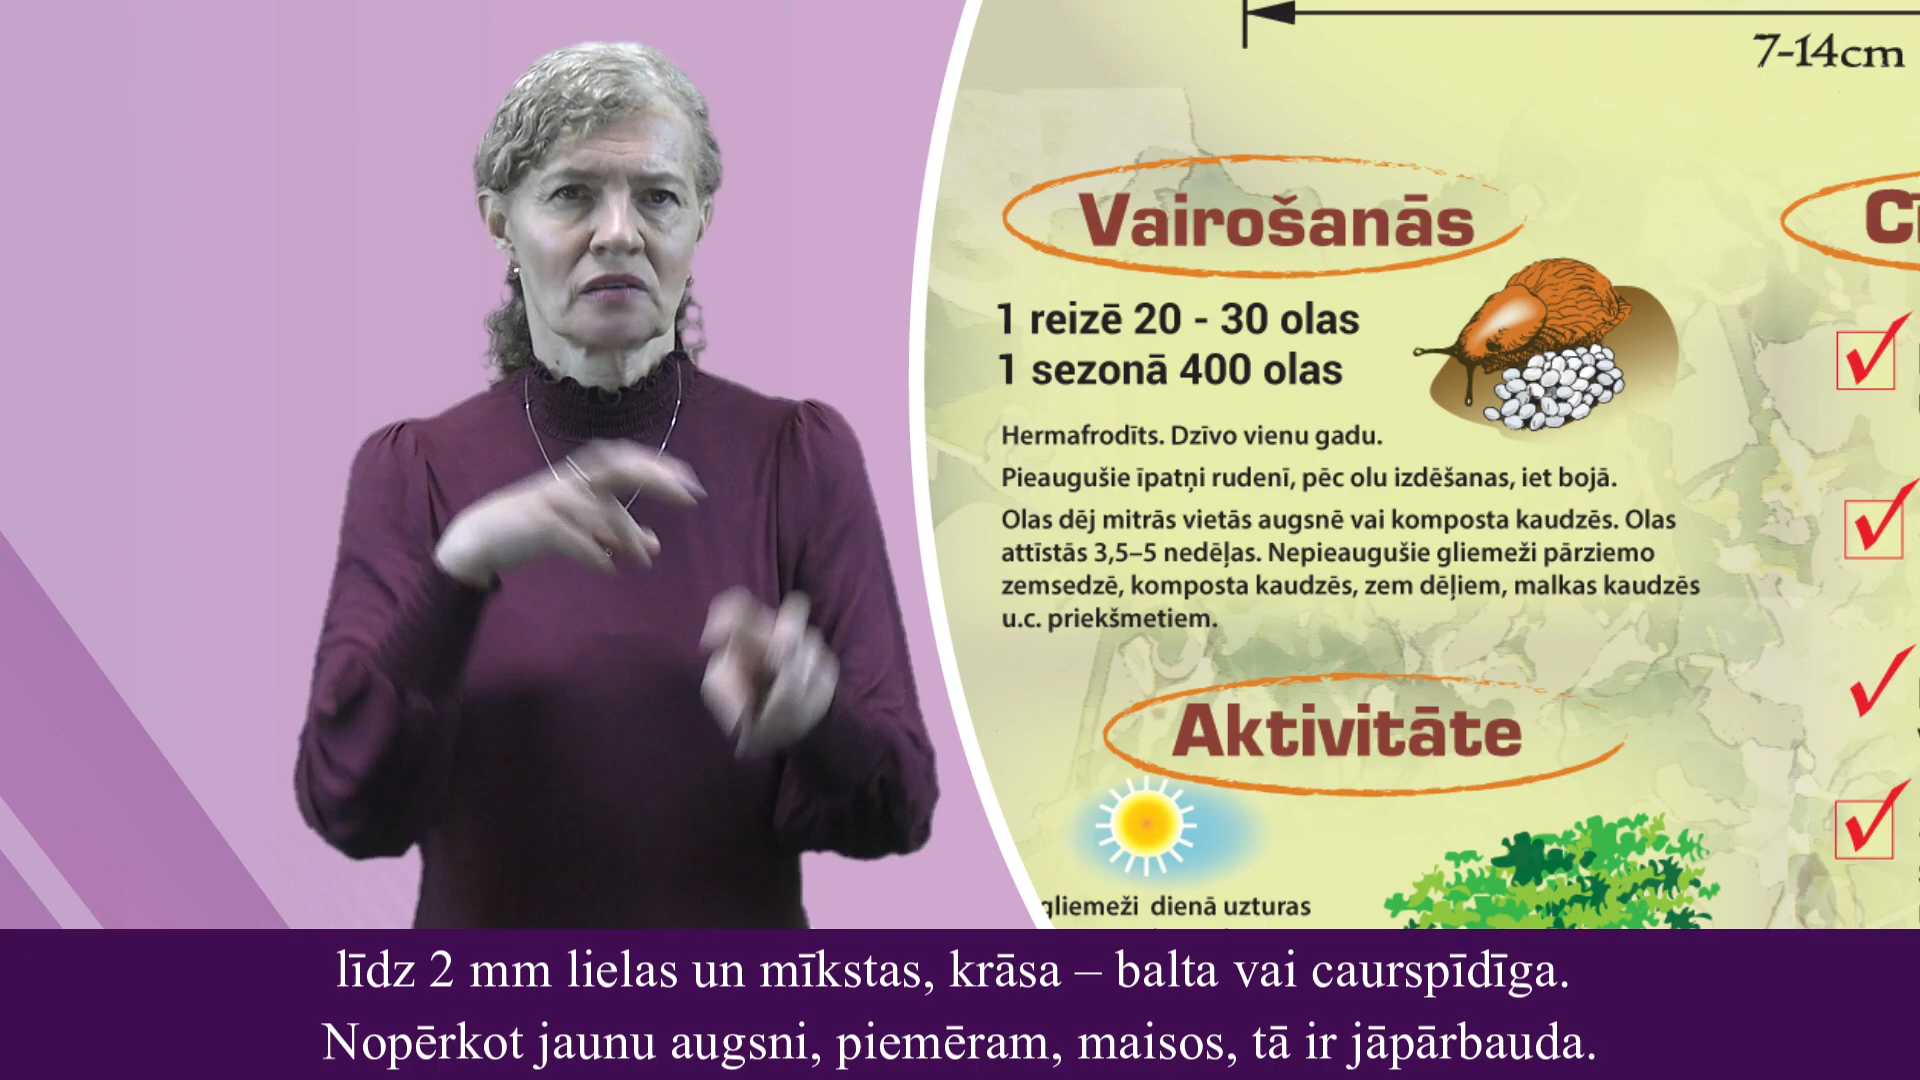 7-14cm
Vairošanās
1 reizē 20 - 30 olas
1 sezonā 400 olas
Hermafrodīts. Dzīvo vienu gadu.
Pieaugušie īpatņi rudenī, pēc olu izdēšanas, iet bojā.
Olas dēj mitrās vietās augsnē vai komposta kaudzēs. Olas
attīstās 3,5–5 nedēļas. Nepieaugušie gliemeži pārziemo
zemsedzē, komposta kaudzēs, zem dēļiem, malkas kaudzēs
u.c. priekšmetiem.
Aktivitāte
gliemeži dienā uzturas
līdz 2 mm lielas un mīkstas, krāsa – balta vai caurspīdīga.
Nopērkot jaunu augsni, piemēram, maisos, tā ir jāpārbauda.